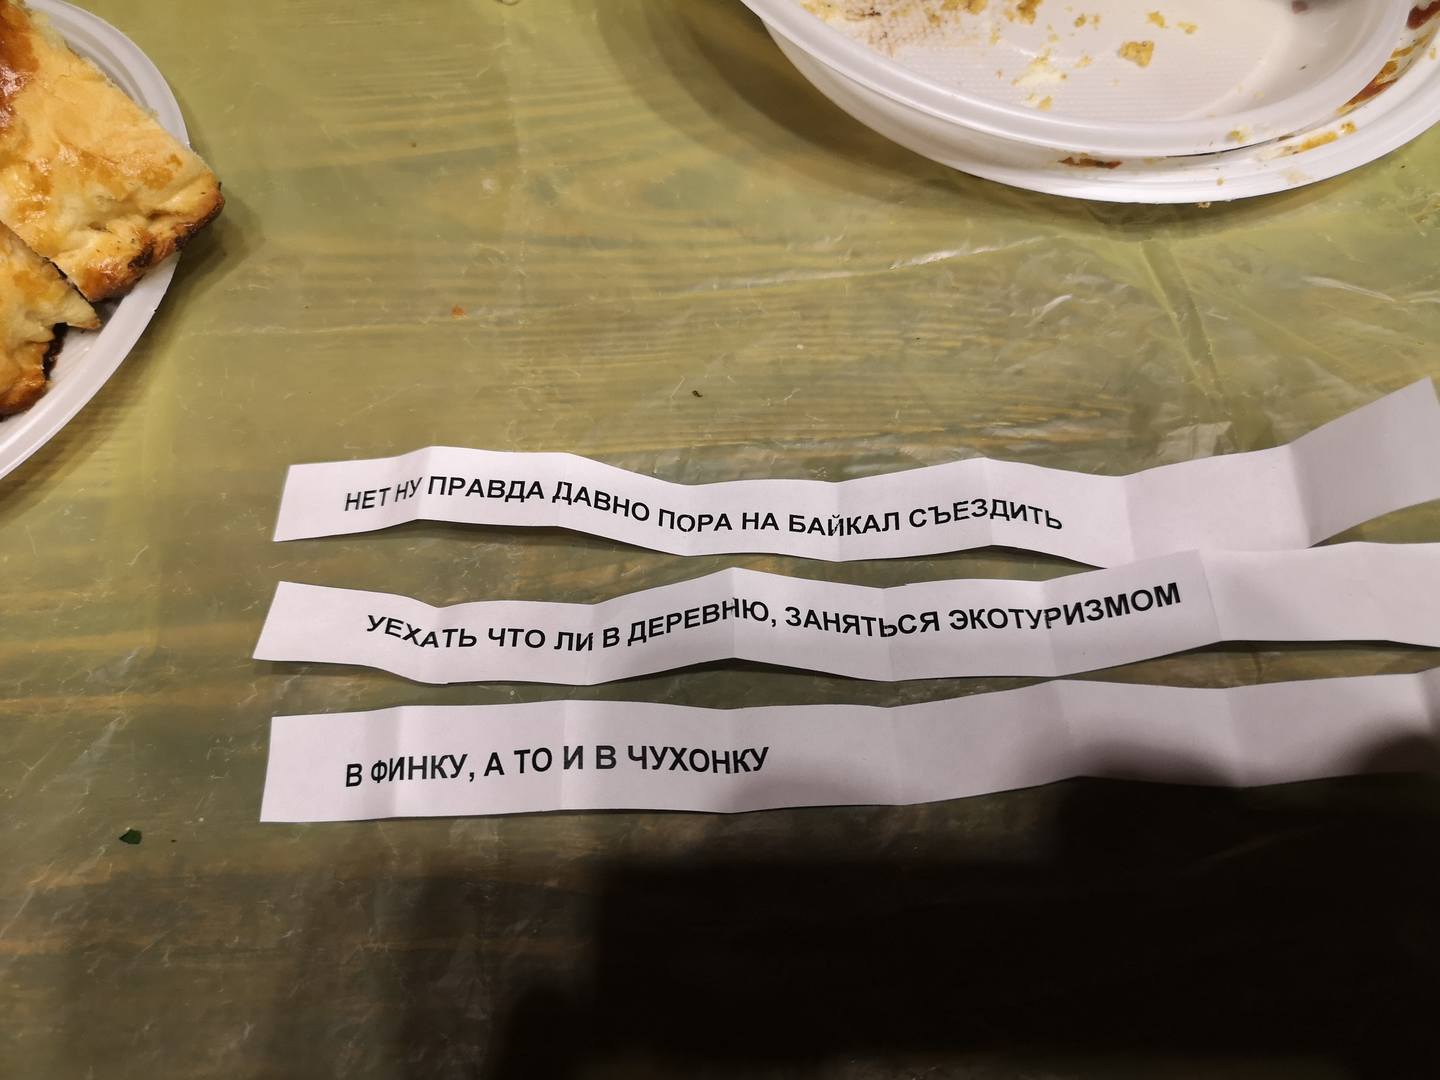 НЕТ НУ ПРАВДА ДАВНО ПОРА НА БАЙКАЛ СЪЕЗДИТЬ
УЕХАТЬ ЧТО ЛИ В ДЕРЕВНЮ, ЗАНЯТЬСЯ ЭКОТУРИЗМОМ
В ФИНКУ, А ТО И В ЧУХОНКУ